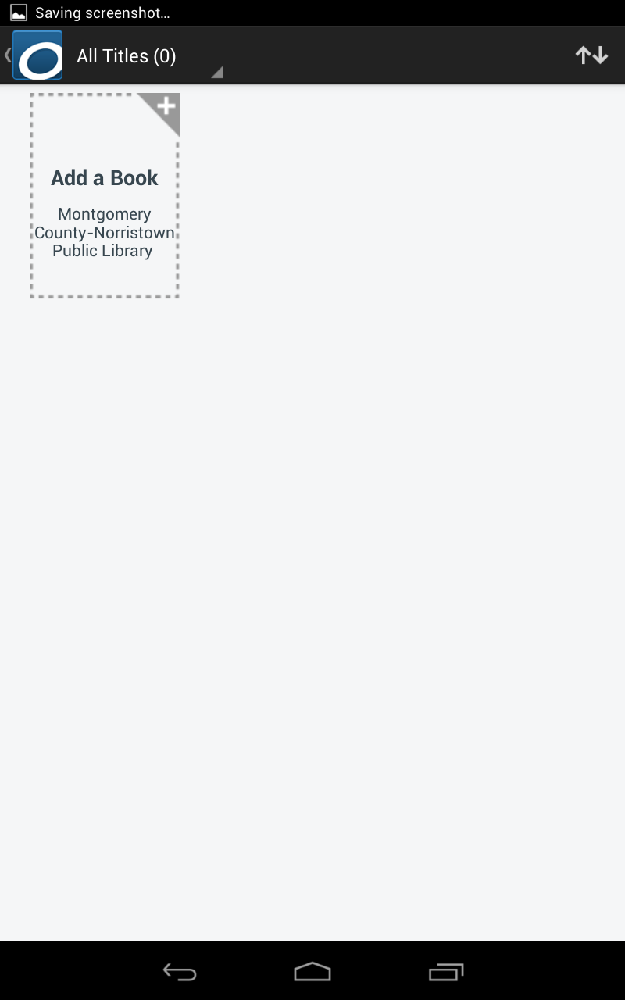 Saving screenshot...
All Titles (0)
Add a Book
Montgomery
County-Norristown
Public Library